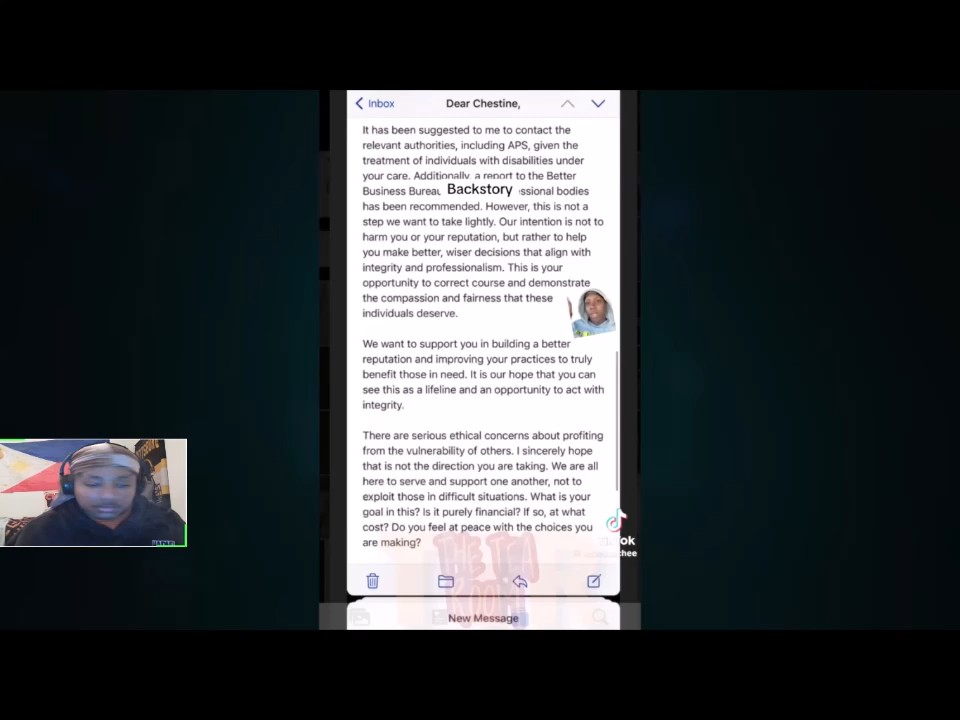 Inbox
Dear Chestine,
It has been suggested to me to contact the
relevant authorities, including APS, given the
treatment of individuals with disabilities under
your care. Additionally, a report to the Better
Business Bureau
Backstory
has been recommended. However, this is not a
step we want to take lightly. Our intention is not to
harm you or your reputation, but rather to help
you make better, wiser decisions that align with
integrity and professionalism. This is your
opportunity to correct course and demonstrate
the compassion and fairness that these
individuals deserve.
We want to support you in building a better
reputation and improving your practices to truly
benefit those in need. It is our hope that you can
see this as a lifeline and an opportunity to act with
integrity.
There are serious ethical concerns about profiting
from the vulnerability of others. I sincerely hope
that is not the direction you are taking. We are all
here to serve and support one another, not to
exploit those in difficult situations. What is your
goal in this? Is it purely financial? If so, at what
cost? Do you feel at peace with the choices you
are making?
THE TEA
ROOM
New Message